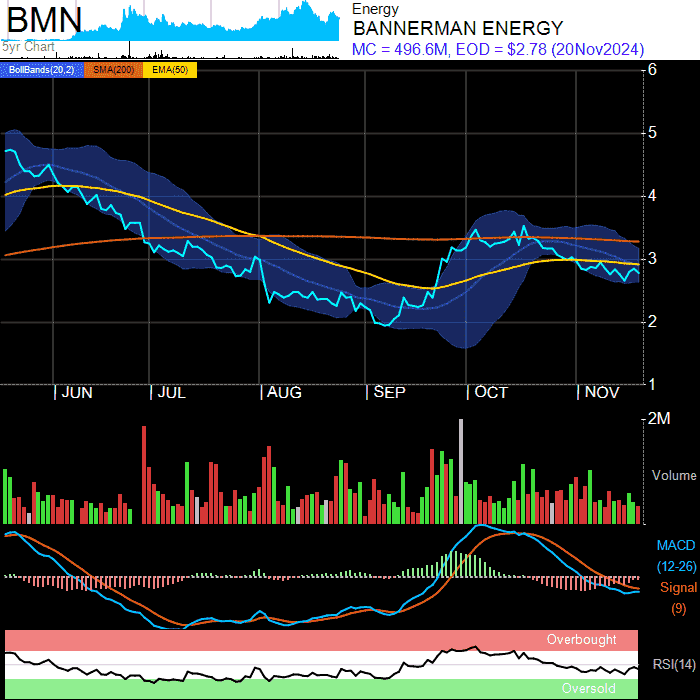 BMN
5yr Chart
Energy
BANNERMAN ENERGY
MC = 496.6M, EOD = $2.78 (20Nov2024)
BollBands(20,2) SMA(200) EMA(50)
6
5
4
3
2
1
JUN JUL AUG SEP OCT NOV
2M
Volume
MACD
(12-26)
Signal
(9)
Overbought
RSI(14)
Oversold